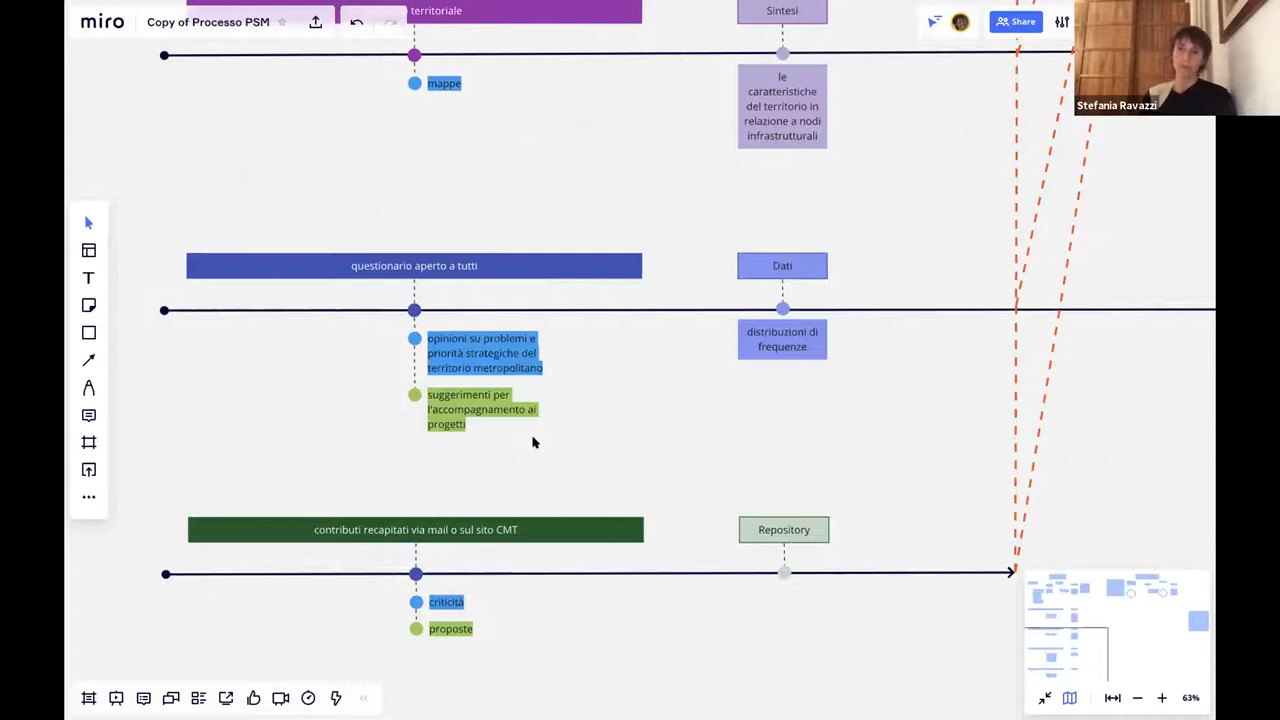 miro
Copy of Processo PSM
territoriale
Sintesi
Share
Stefania Ravazzi
mappe
le
caratteristiche
del territorio in
relazione a nodi
infrastrutturali
questionario aperto a tutti
Dati
opinioni su problemi e
priorità strategiche del
territorio metropolitano
distribuzioni di
frequenze
suggerimenti per
l'accompagnamento ai
progetti
contributi recapitati via mail o sul sito CMT
Repository
criticità
proposte
63%